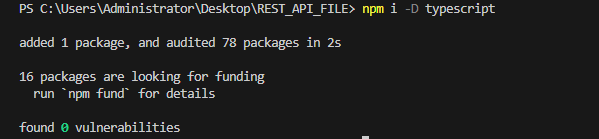 PS C:\Users\Administrator\Desktop\REST_API_FILE> npm i -D typescript
added 1 package, and audited 78 packages in 2s
16 packages are looking for funding
run `npm fund` for details
found 0 vulnerabilities